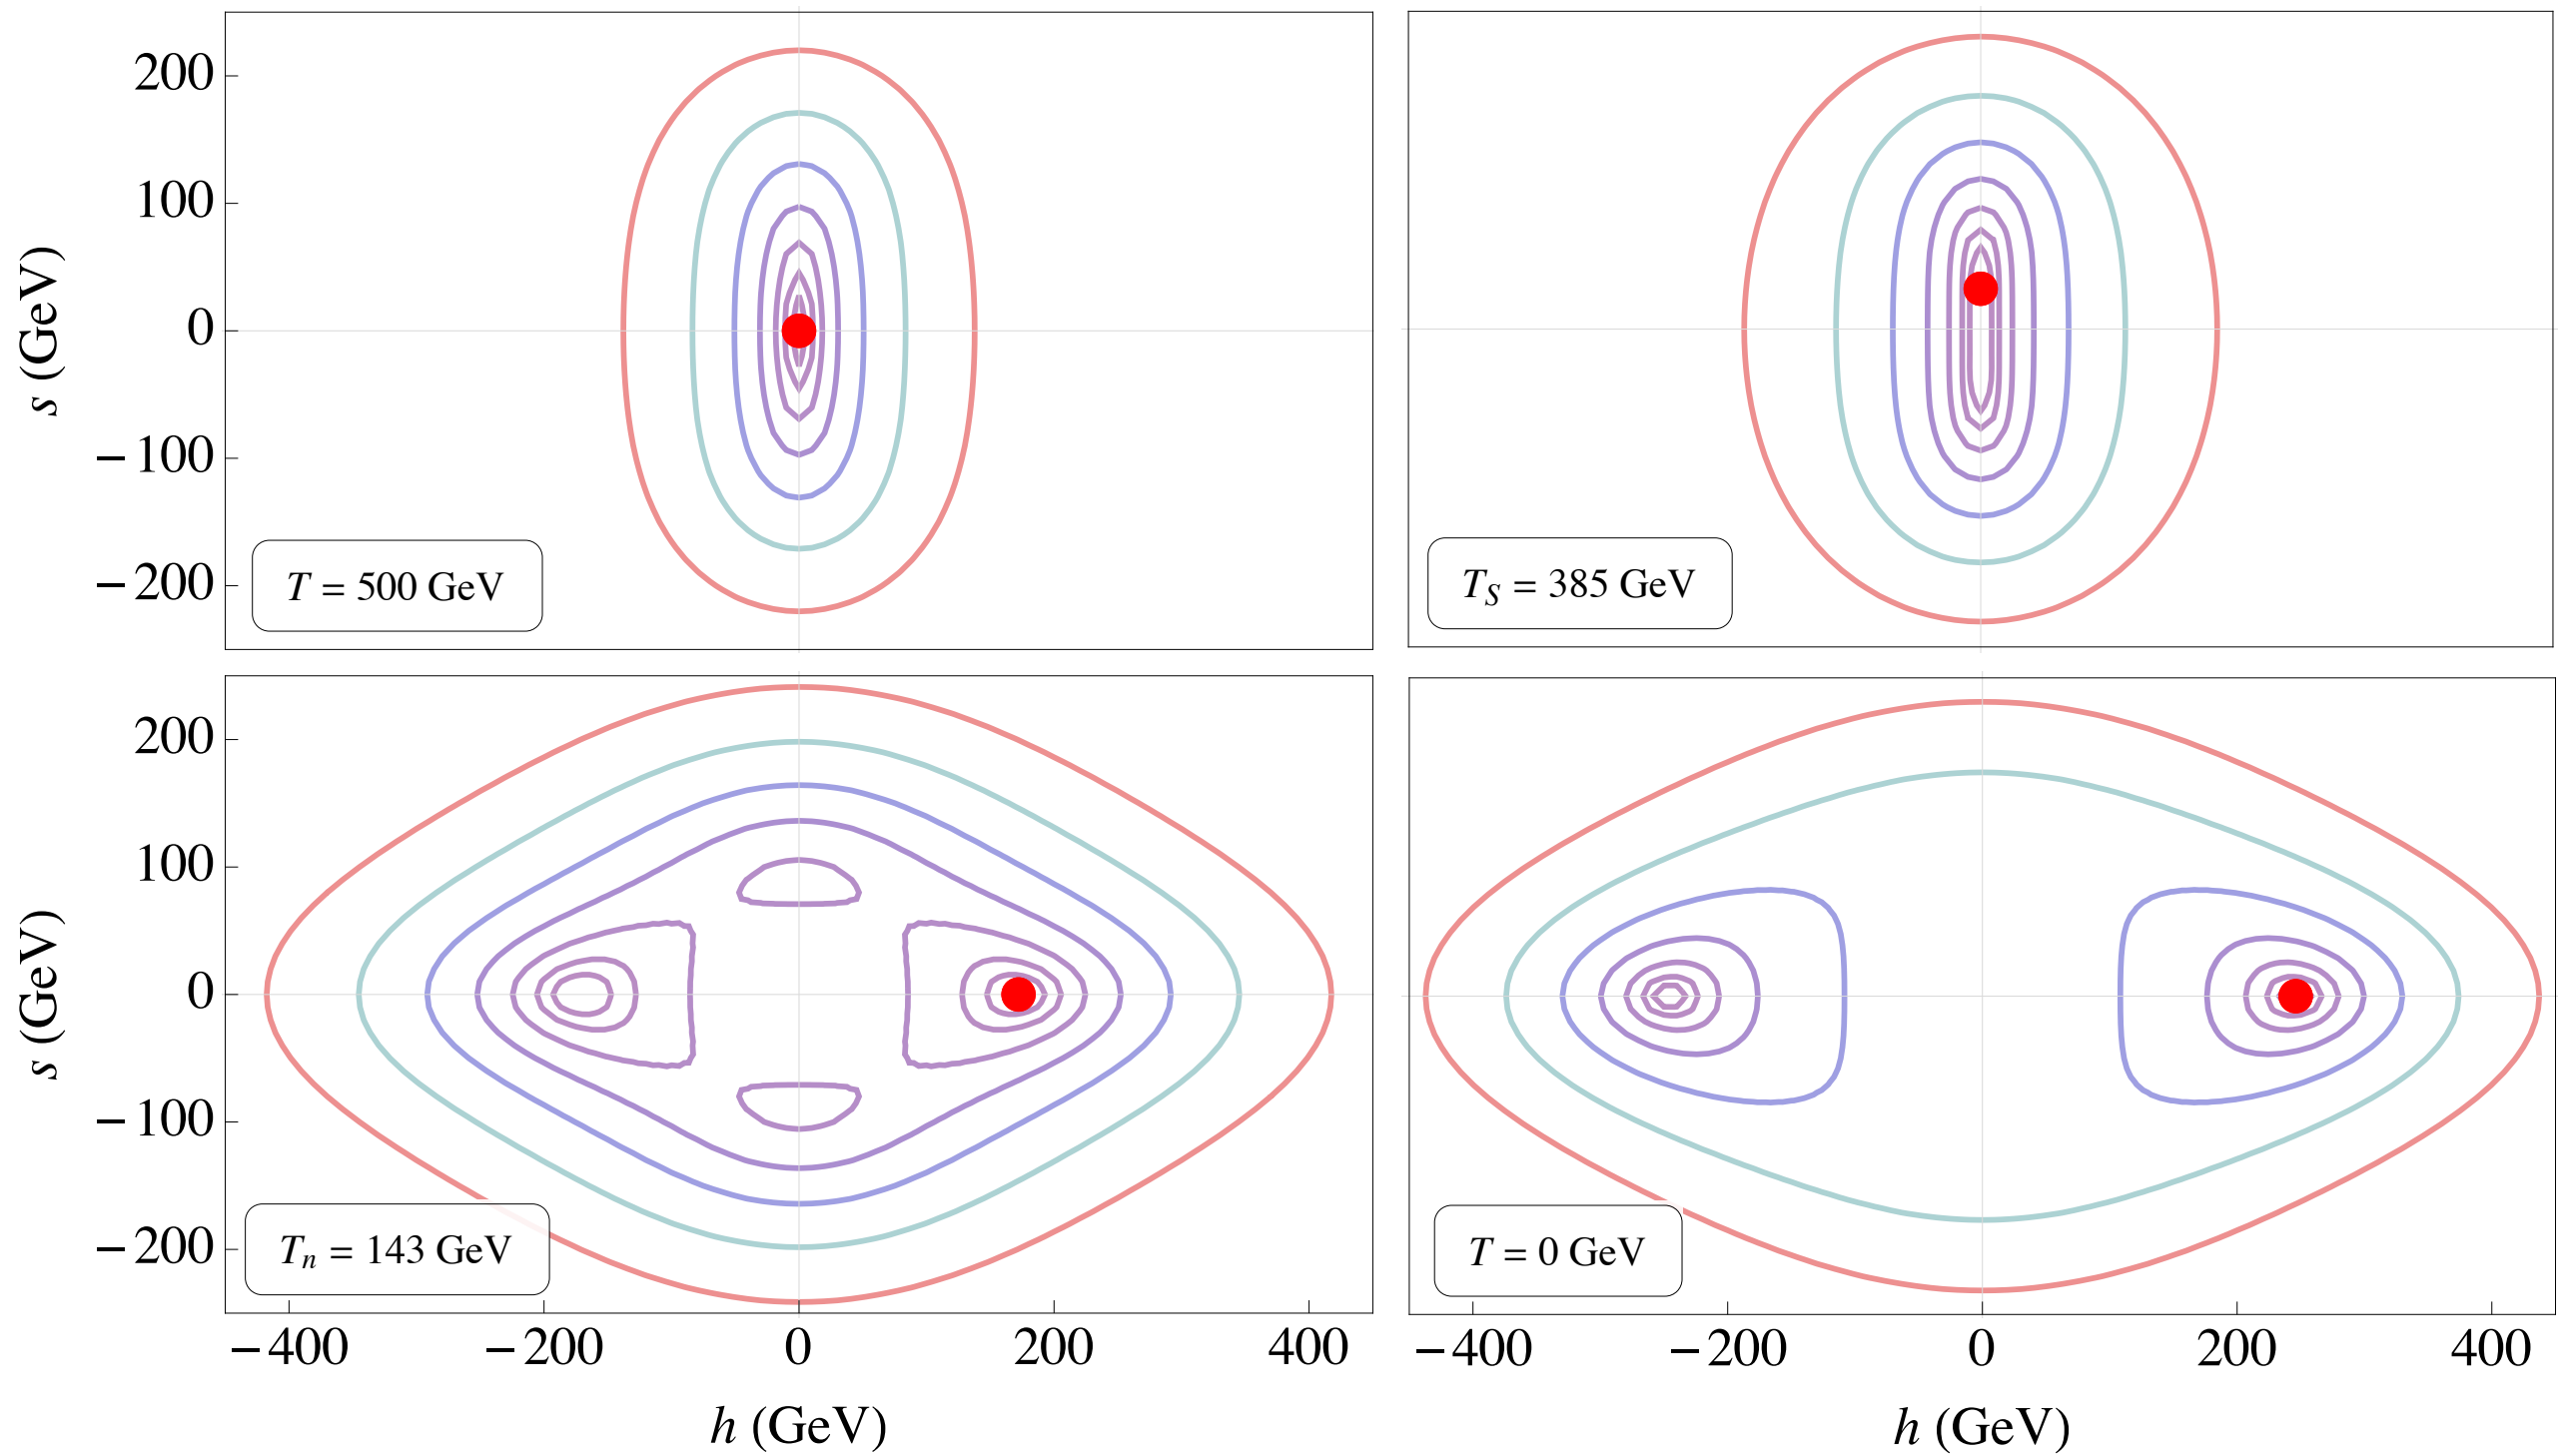 200
100
0
− 100
− 200
s (GeV)
T = 500 GeV
T_S = 385 GeV
200
100
0
− 100
− 200
s (GeV)
T_n = 143 GeV
T = 0 GeV
− 400 − 200 0 200 400
− 400 − 200 0 200 400
h (GeV)
h (GeV)